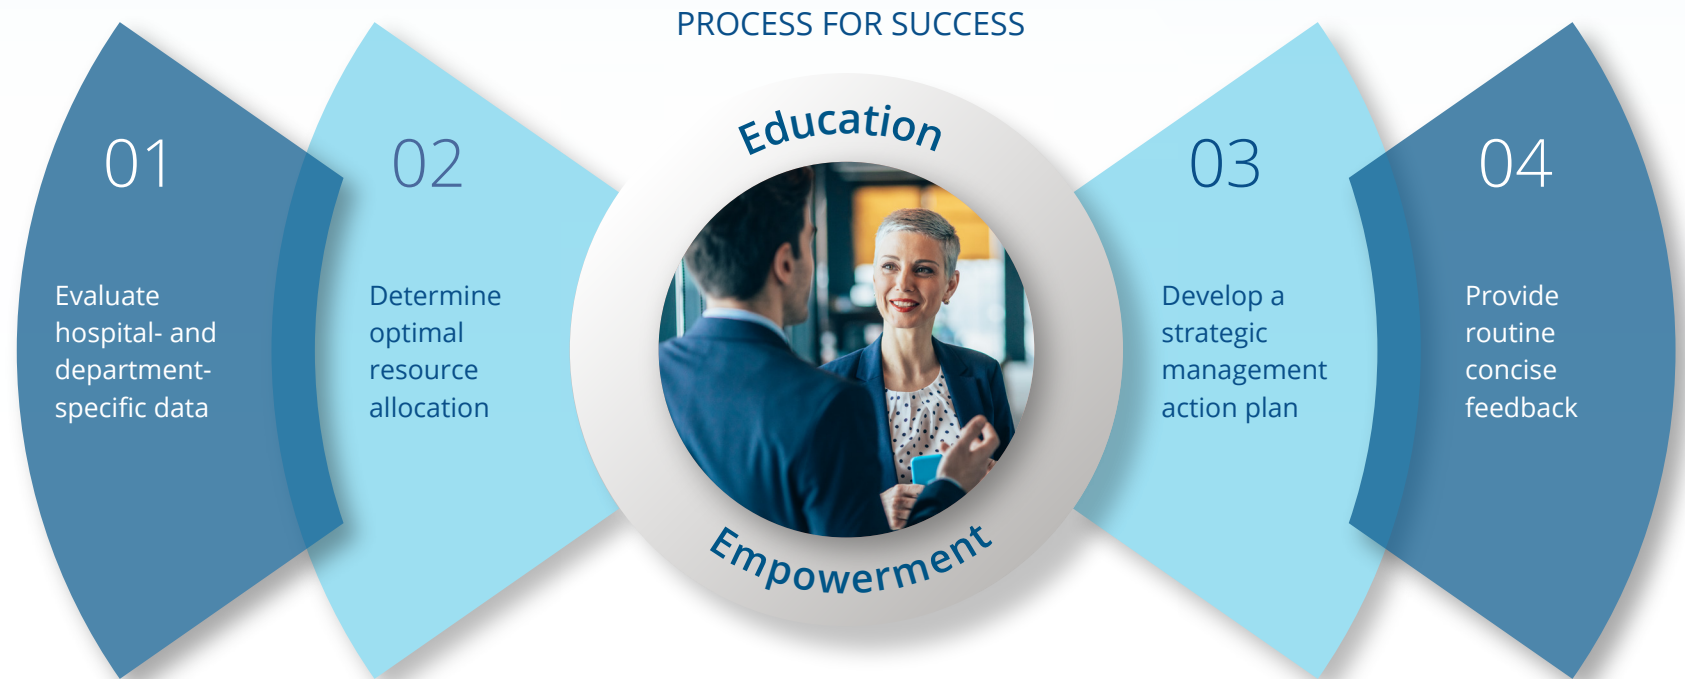 PROCESS FOR SUCCESS
01
Evaluate
hospital- and
department-
specific data
02
Determine
optimal
resource
allocation
Education
Empowerment
03
Develop a
strategic
management
action plan
04
Provide
routine
concise
feedback